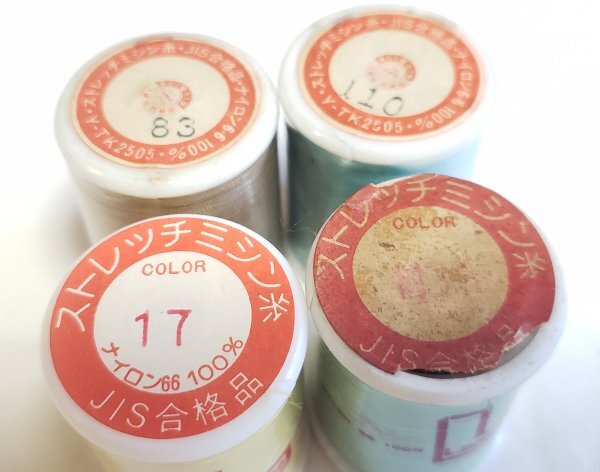 ・ストレッチミシン糸・JIS合格品・ナイロン6・6 100%・Y-TK2505
83
・ストレッチミシン糸・JIS合格品・ナイロン6・6 100%・Y-TK2505
110
ストレッチミシン糸
COLOR
17
ナイロン66 100%
JIS合格品
ストレッチミシン糸
COLOR
JIS合格品
100%